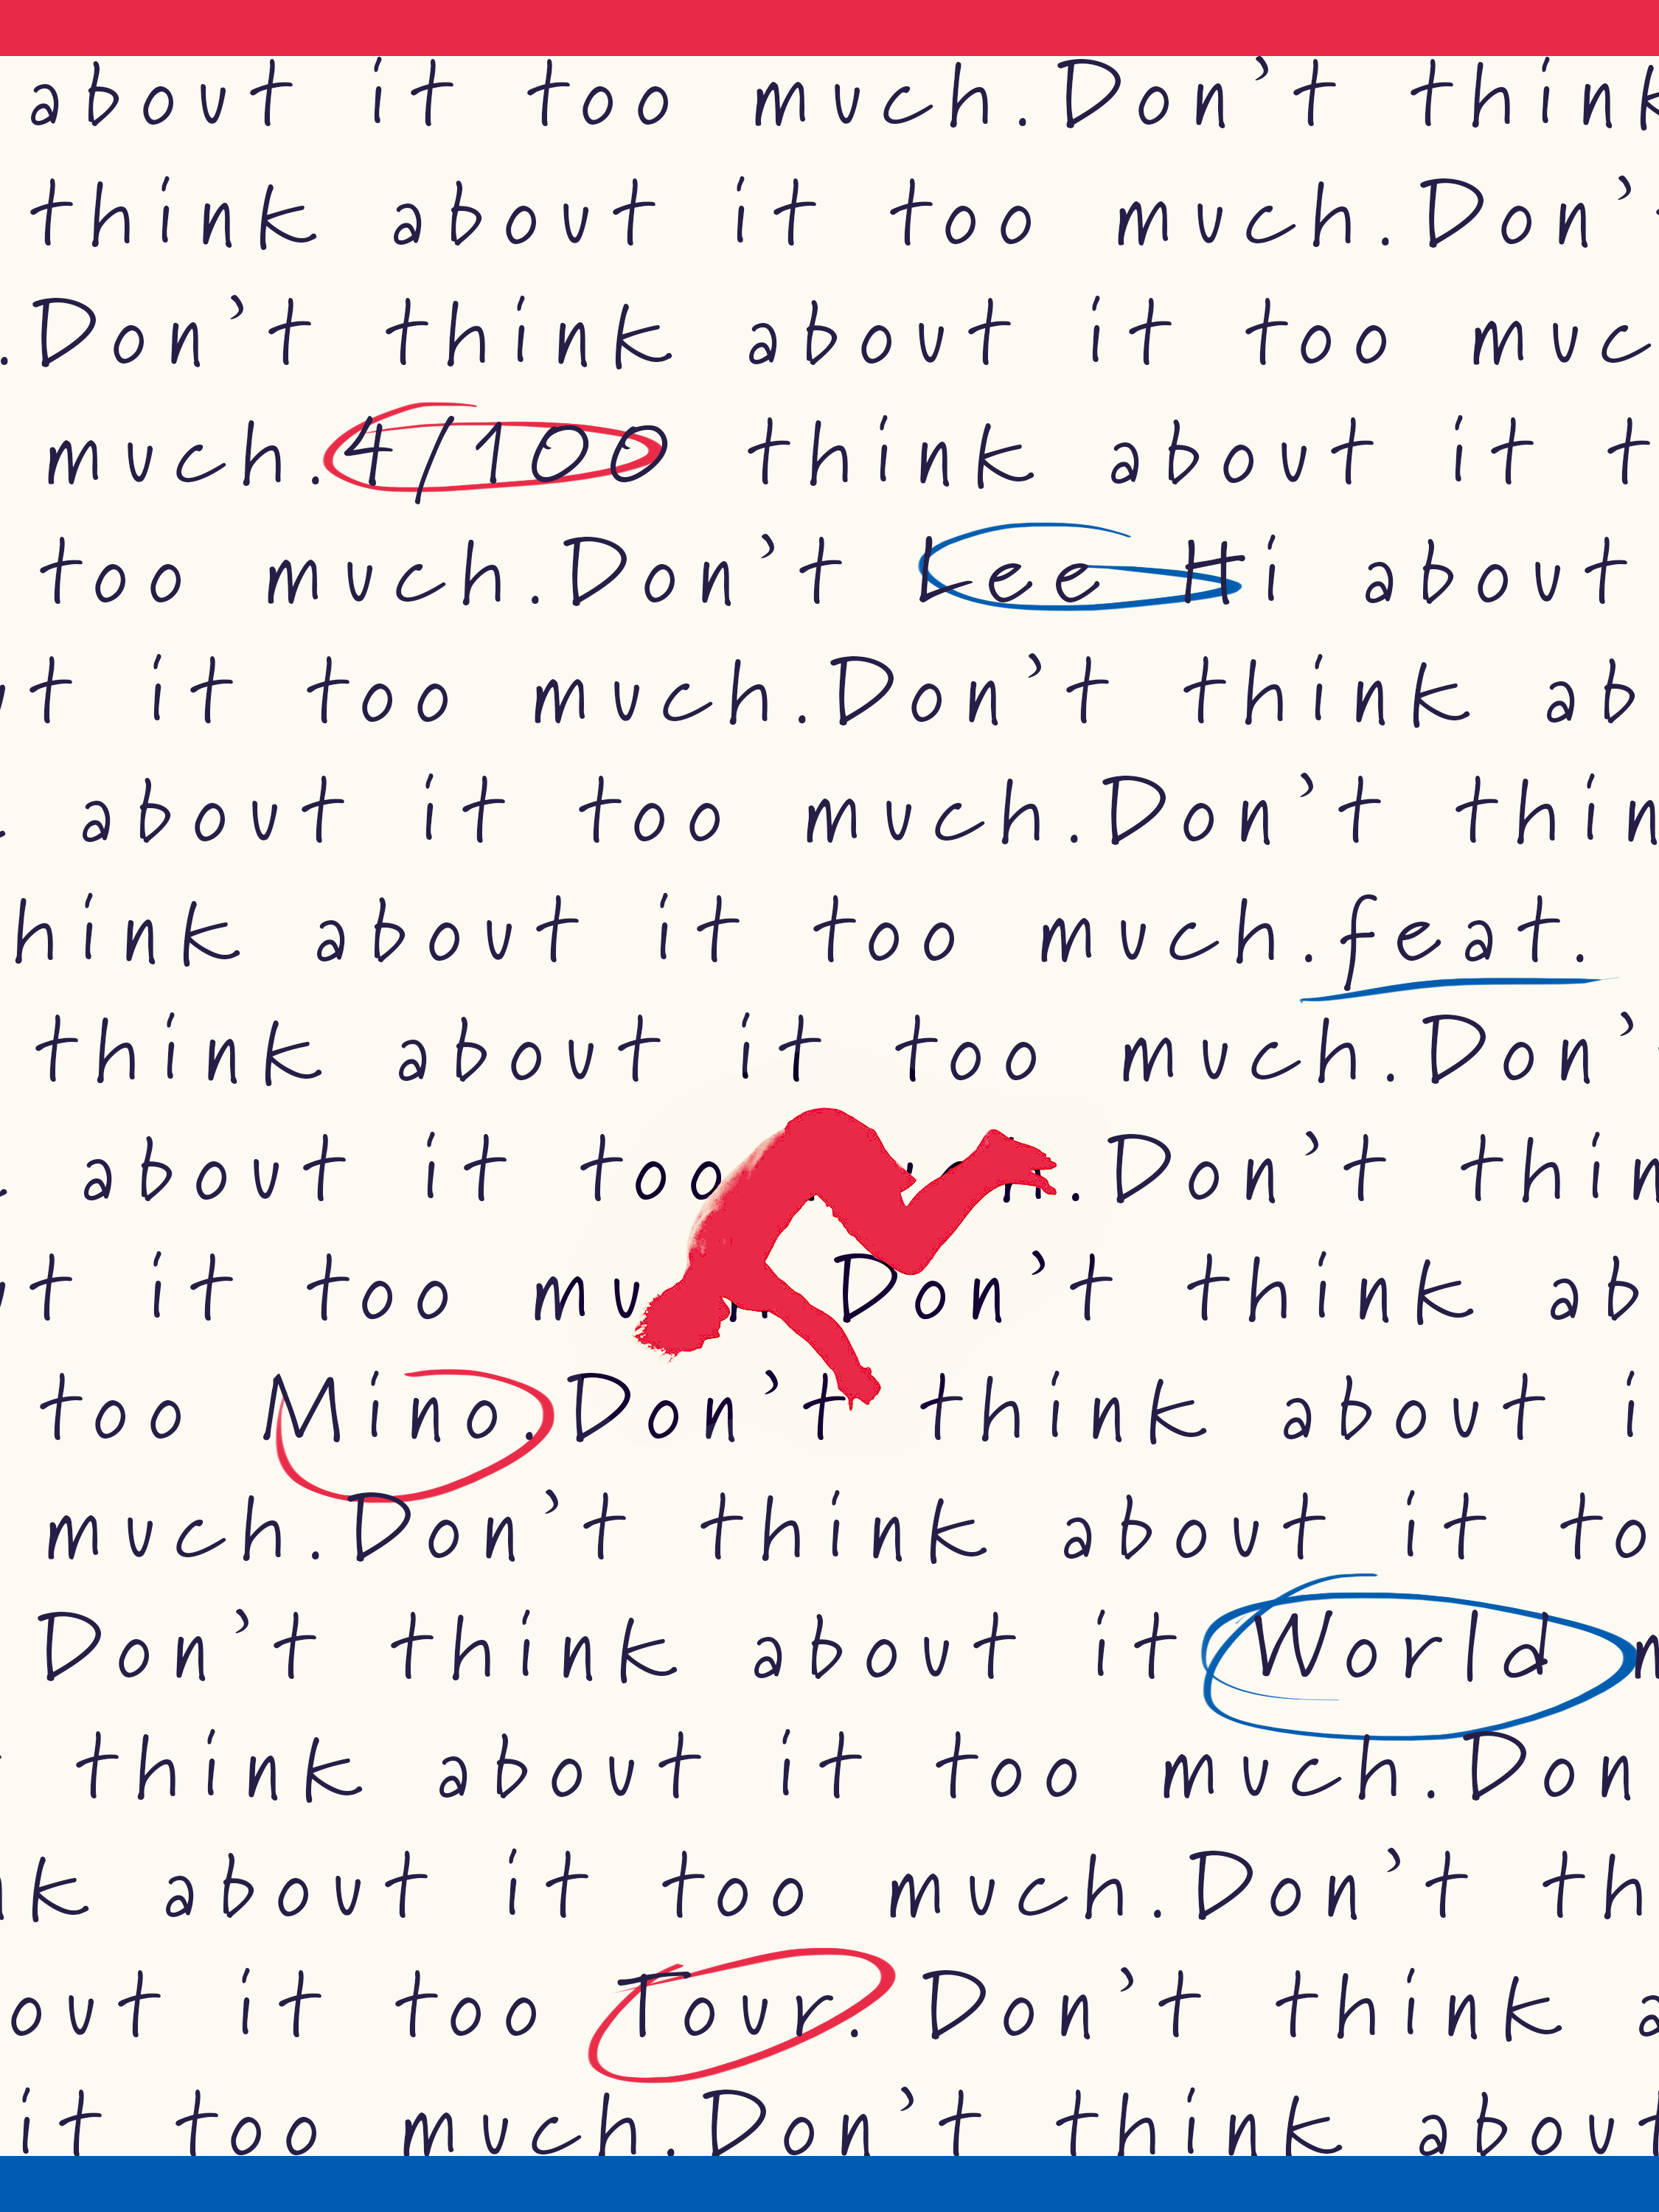 about it too much.Don't think
think about it too much.Don'
.Don't think about it too muc
much.4/100 think about it t
too much.Don't Lee Hi about
t it too much.Don't think ab
about it too much.Don't thin
hink about it too much.feat.
think about it too much.Don'
about it too .Don't thin
t it too mu Don't think ab
too Mino.Don't think about i
much.Don't think about it to
Don't think about it World m
think about it too much.Don
nk about it too much.Don't th
out it too Tour. Don't think a
it too much.Don't think about